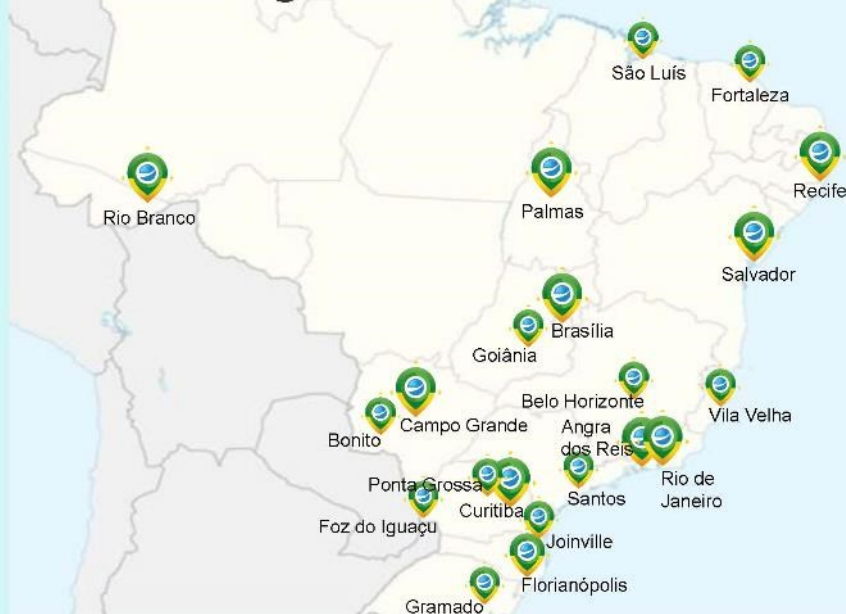 São Luís
Fortaleza
Recife
Rio Branco
Palmas
Salvador
Brasília
Goiânia
Belo Horizonte
Vila Velha
Campo Grande
Bonito
Angra
dos Reis
Rio de
Janeiro
Ponta Grossa
Santos
Curitiba
Foz do Iguaçu
Joinville
Florianópolis
Gramado